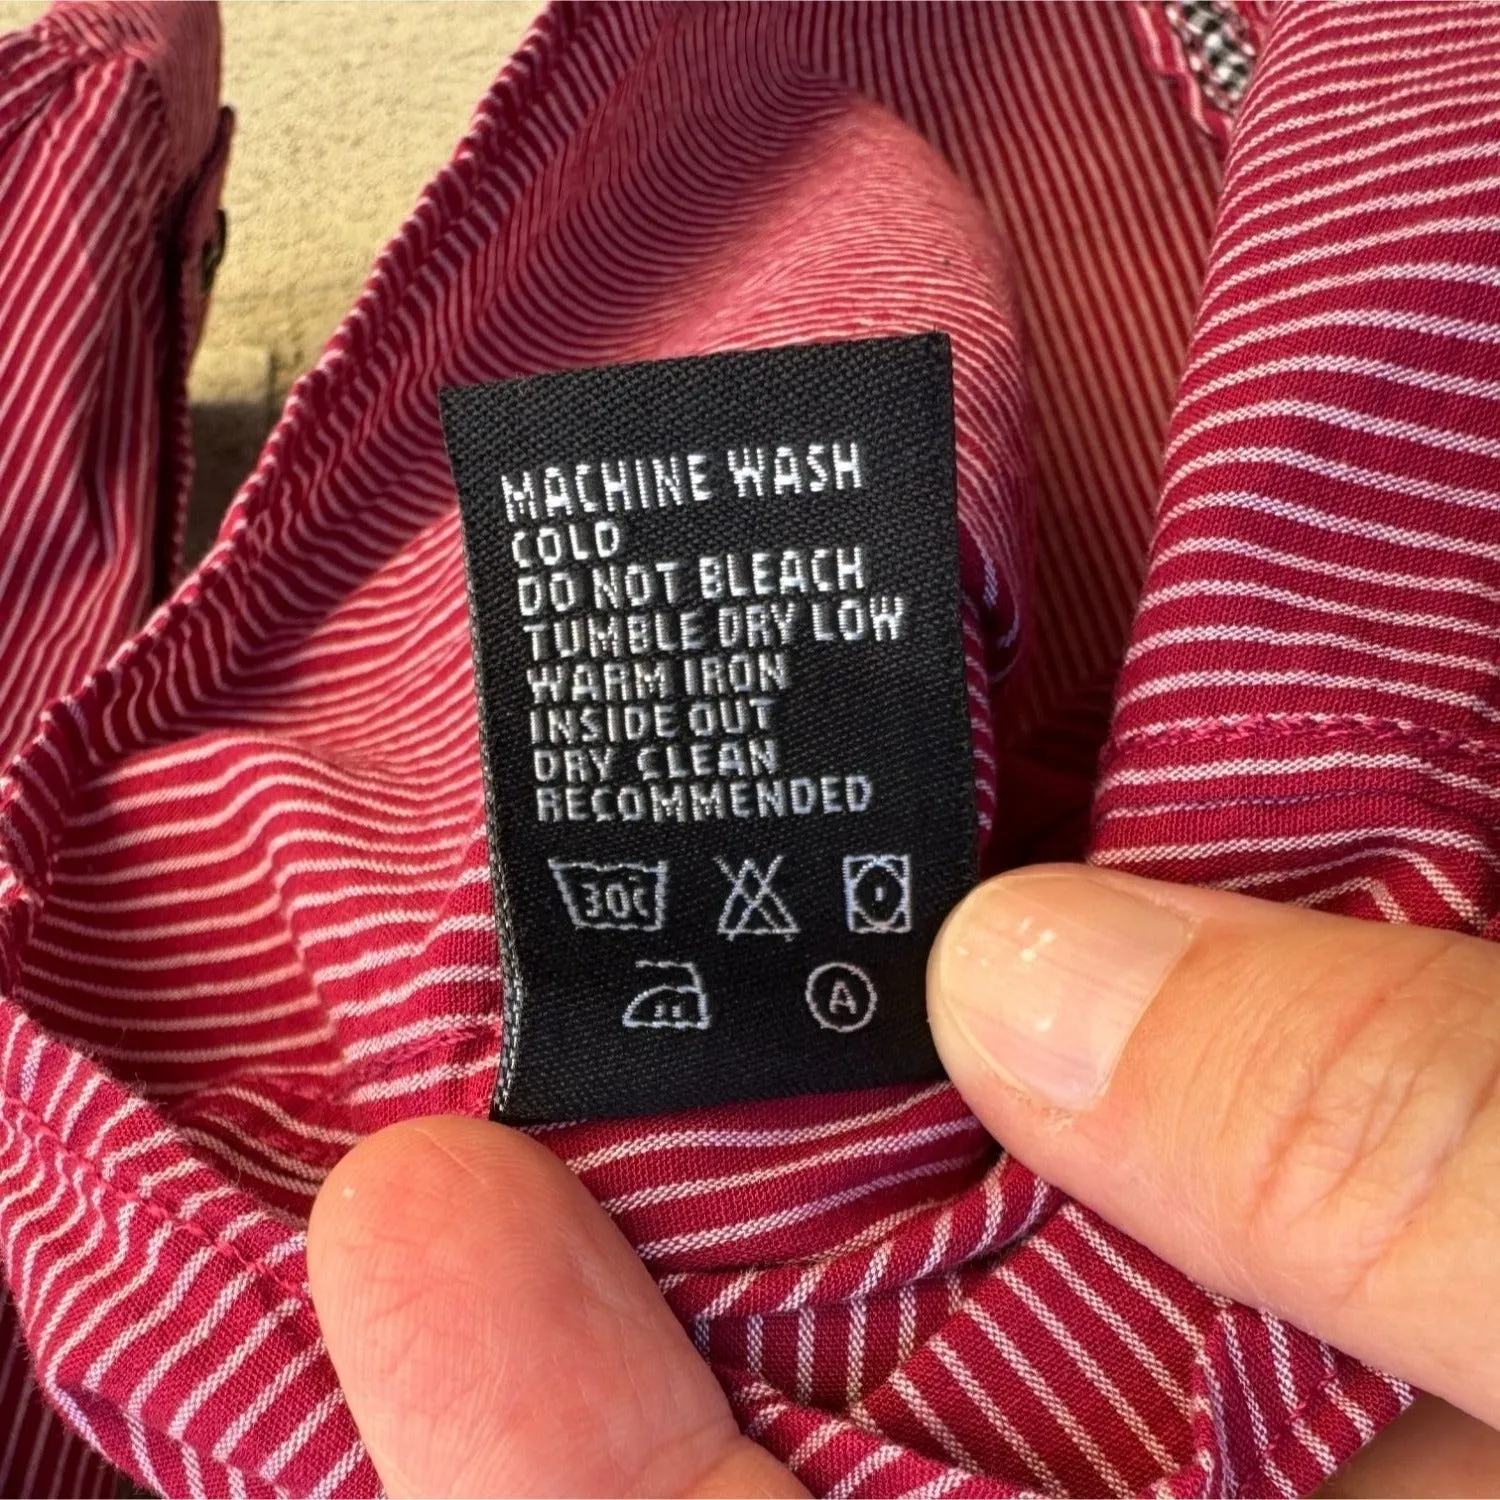 MACHINE WASH
COLD
DO NOT BLEACH
TUMBLE DRY LOW
WARM IRON
INSIDE OUT
DRY CLEAN
RECOMMENDED
30C
A